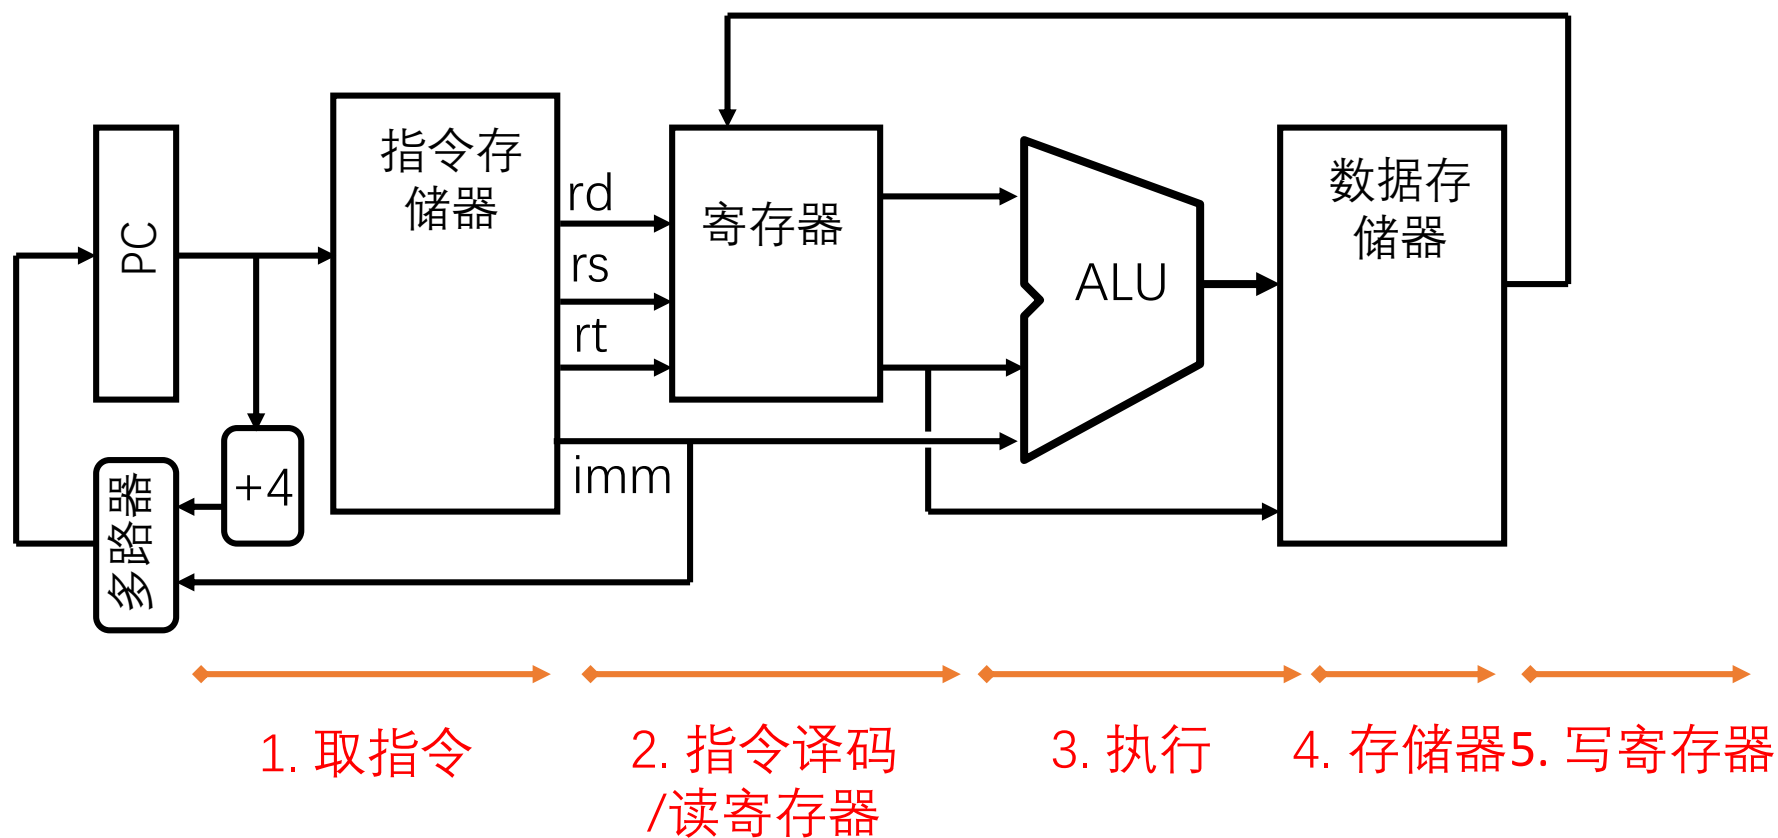 PC
指令存
储器
rd
rs
rt
imm
寄存器
ALU
数据存
储器
+4
多路器
1. 取指令
2. 指令译码
/读寄存器
3. 执行
4. 存储器
5. 写寄存器